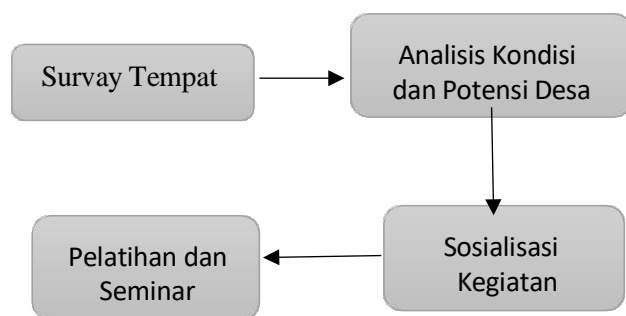 Survay Tempat
Analisis Kondisi
dan Potensi Desa
Sosialisasi
Kegiatan
Pelatihan dan
Seminar